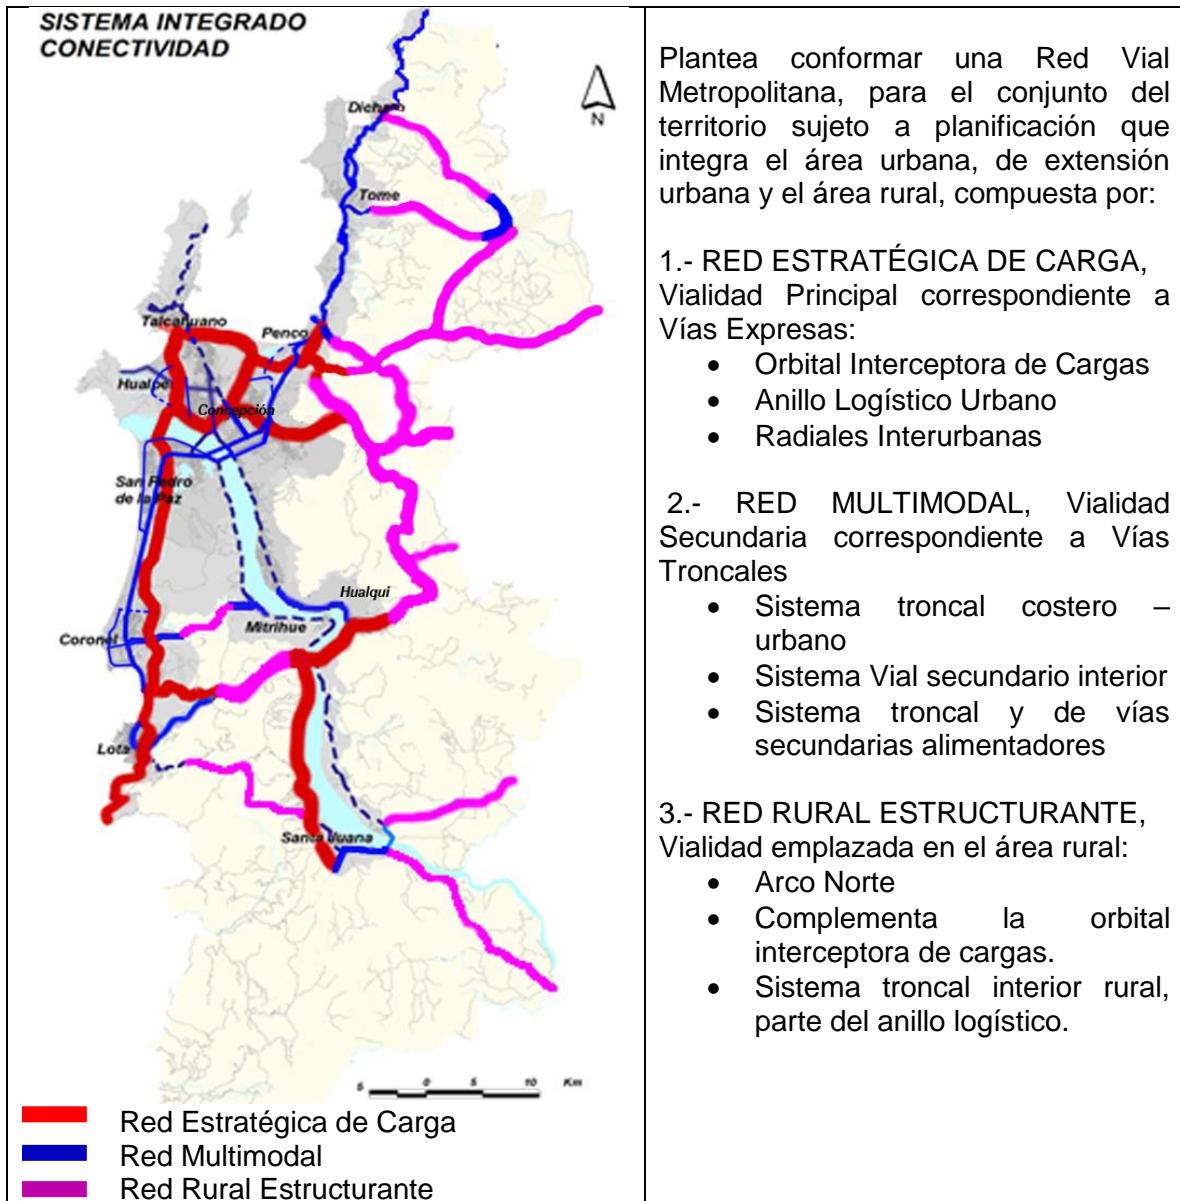 SISTEMA INTEGRADO
CONECTIVIDAD
Dichato
N
Tome
Talcahuano
Penco
Hualpen
Concepción
San Pedro
de la Paz
Hualqui
Mitrihue
Coronel
Lota
Santa Juana
5 0 5 10 Km
Red Estratégica de Carga
Red Multimodal
Red Rural Estructurante
Plantea conformar una Red Vial
Metropolitana, para el conjunto del
territorio sujeto a planificación que
integra el área urbana, de extensión
urbana y el área rural, compuesta por:
1.- RED ESTRATÉGICA DE CARGA,
Vialidad Principal correspondiente a
Vías Expresas:
• Orbital Interceptora de Cargas
• Anillo Logístico Urbano
• Radiales Interurbanas
2.- RED MULTIMODAL, Vialidad
Secundaria correspondiente a Vías
Troncales
• Sistema troncal costero –
urbano
• Sistema Vial secundario interior
• Sistema troncal y de vías
secundarias alimentadores
3.- RED RURAL ESTRUCTURANTE,
Vialidad emplazada en el área rural:
• Arco Norte
• Complementa la orbital
interceptora de cargas.
• Sistema troncal interior rural,
parte del anillo logístico.